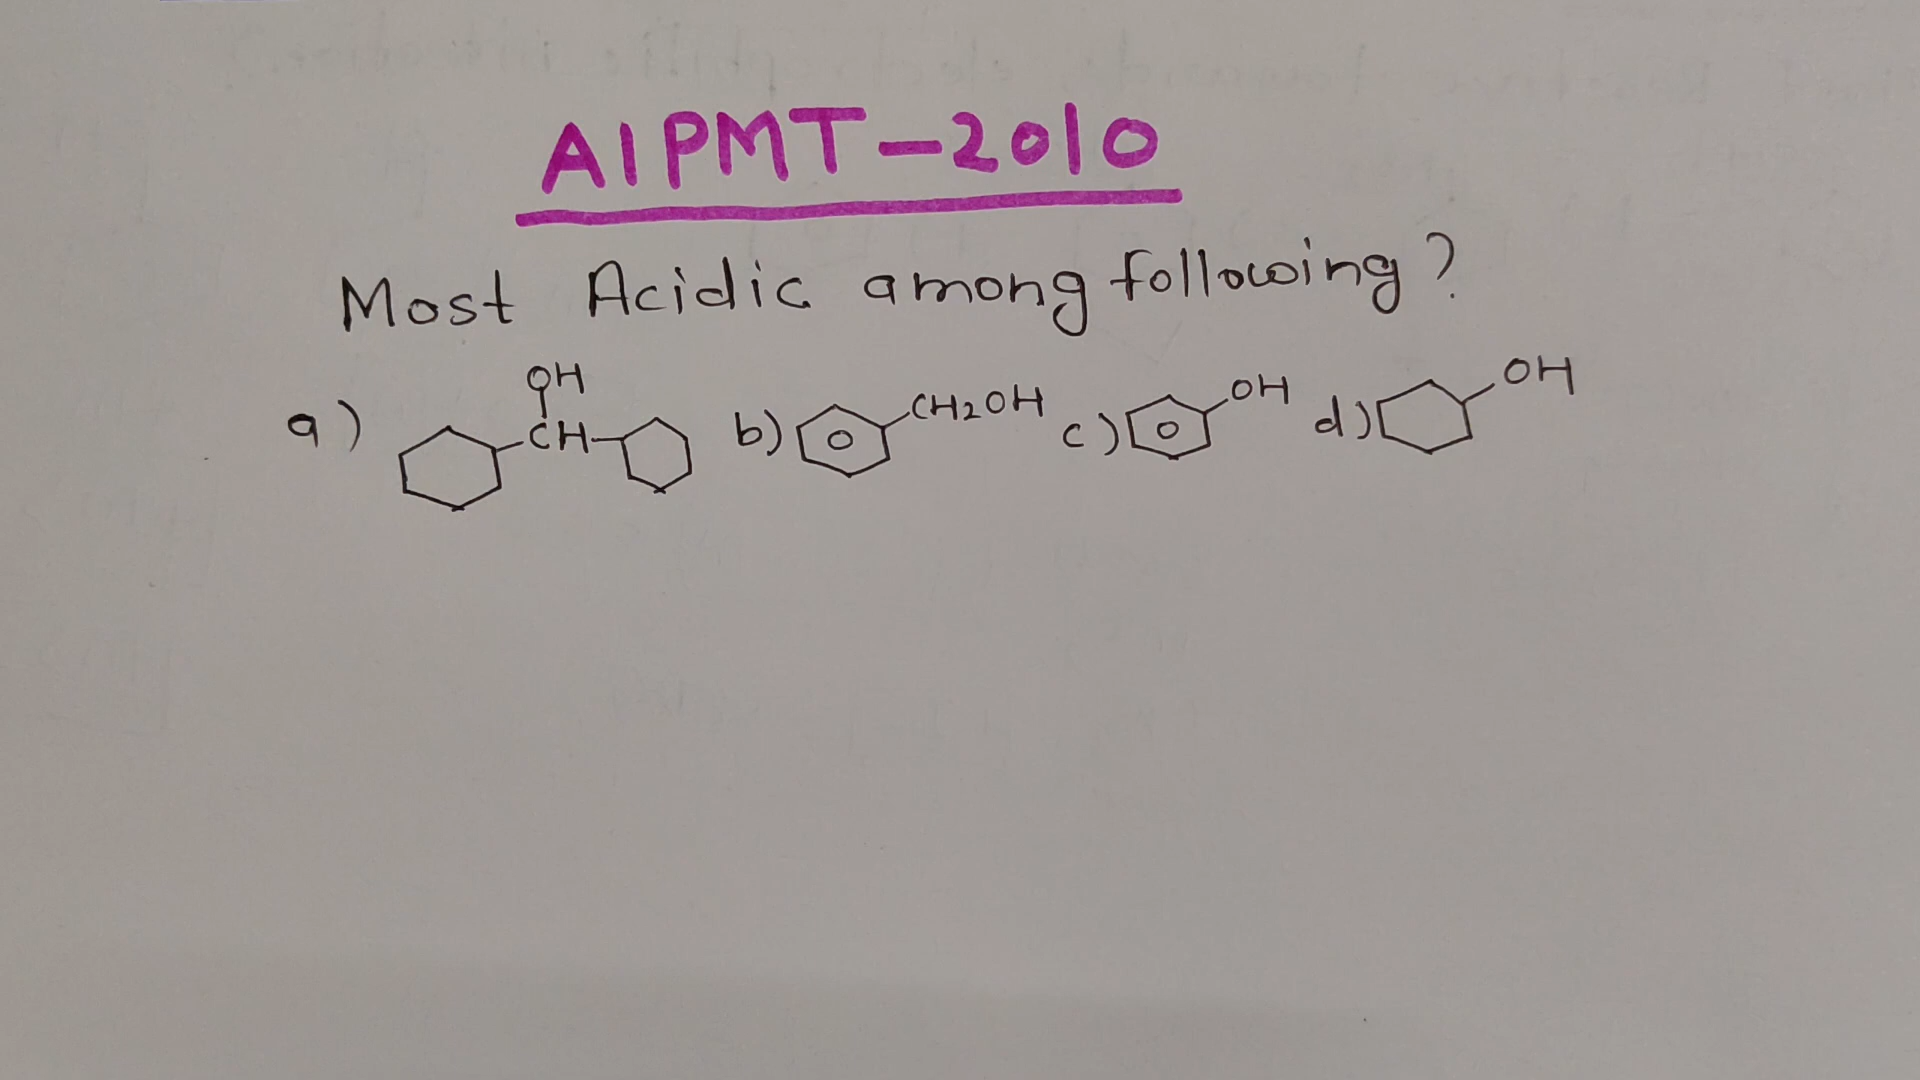 AIPMT-2010
Most Acidic among following?
a) OH CH b) CH2OH c) OH d) OH